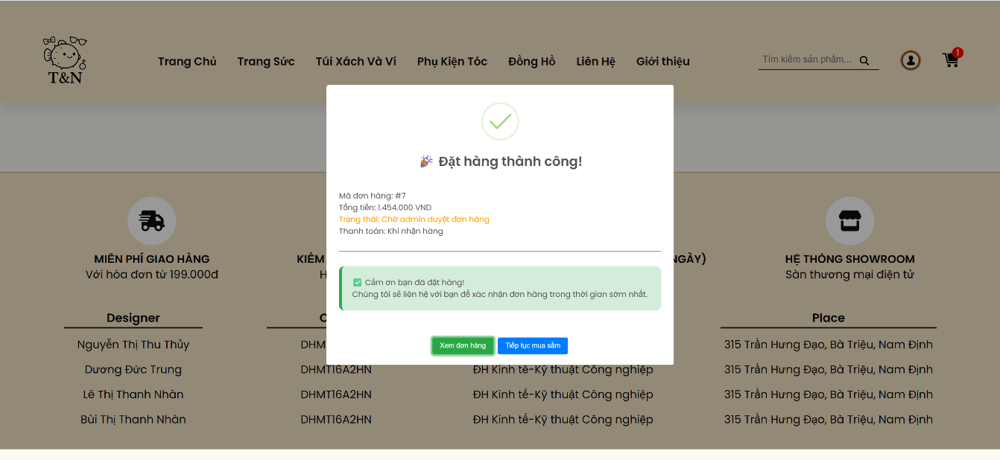 T&N
Trang Chủ Trang Sức Túi Xách Và Ví Phụ Kiện Tóc Đồng Hồ Liên Hệ Giới thiệu
Tìm kiếm sản phẩm...
1
Đặt hàng thành công!
Mã đơn hàng: #7
Tổng tiền: 1.454.000 VND
Trạng thái: Chờ admin duyệt đơn hàng
Thanh toán: Khi nhận hàng
Cảm ơn bạn đã đặt hàng!
Chúng tôi sẽ liên hệ với bạn để xác nhận đơn hàng trong thời gian sớm nhất.
Xem đơn hàng Tiếp tục mua sắm
MIỄN PHÍ GIAO HÀNG
Với hóa đơn từ 199.000đ
KIỂM
H
NGÀY)
HỆ THỐNG SHOWROOM
Sàn thương mại điện tử
Designer
Nguyễn Thị Thu Thủy
Dương Đức Trung
Lê Thị Thanh Nhàn
Bùi Thị Thanh Nhàn
C
DHM
DHMT16A2HN
DHMT16A2HN
DHMT16A2HN
ĐH Kinh tế-Kỹ thuật Công nghiệp
ĐH Kinh tế-Kỹ thuật Công nghiệp
ĐH Kinh tế-Kỹ thuật Công nghiệp
Place
315 Trần Hưng Đạo, Bà Triệu, Nam Định
315 Trần Hưng Đạo, Bà Triệu, Nam Định
315 Trần Hưng Đạo, Bà Triệu, Nam Định
315 Trần Hưng Đạo, Bà Triệu, Nam Định